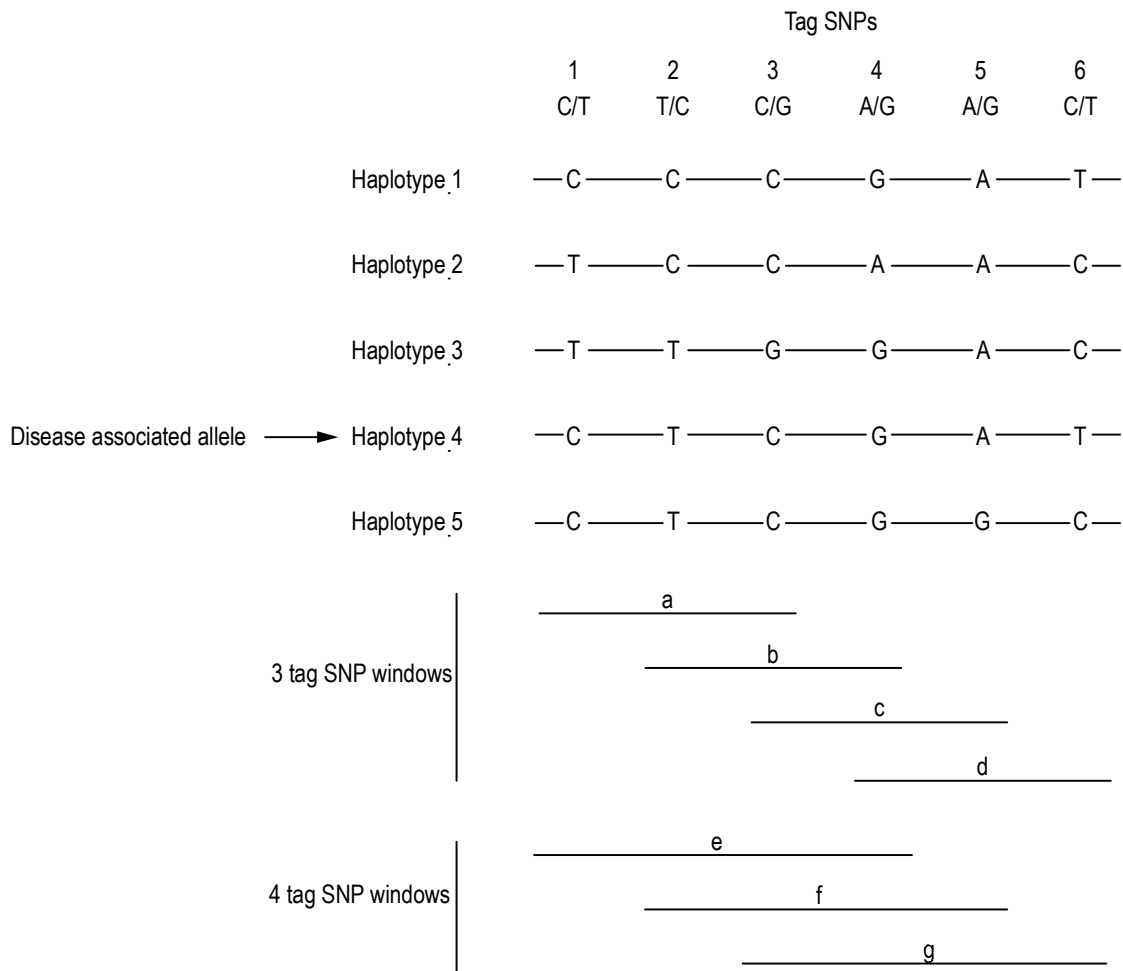 Tag SNPs
1 2 3 4 5 6
C/T T/C C/G A/G A/G C/T
Haplotype 1 C C C G A T
Haplotype 2 T C C A A C
Haplotype 3 T T G G A C
Disease associated allele Haplotype 4 C T C G A T
Haplotype 5 C T C G G C
a
b
3 tag SNP windows
c
d
e
4 tag SNP windows
f
g